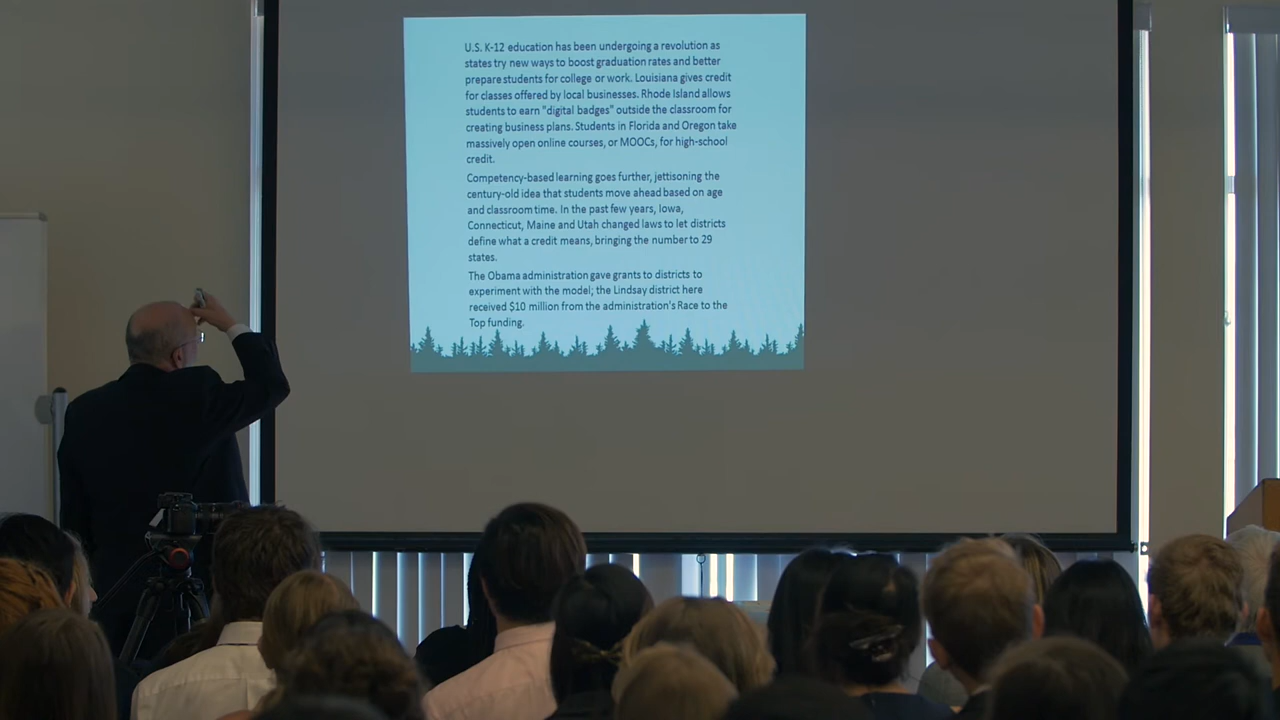 U.S. K-12 education has been undergoing a revolution as
states try new ways to boost graduation rates and better
prepare students for college or work. Louisiana gives credit
for classes offered by local businesses. Rhode Island allows
students to earn "digital badges" outside the classroom for
creating business plans. Students in Florida and Oregon take
massively open online courses, or MOOCs, for high-school
credit.
Competency-based learning goes further, jettisoning the
century-old idea that students move ahead based on age
and classroom time. In the past few years, Iowa,
Connecticut, Maine and Utah changed laws to let districts
define what a credit means, bringing the number to 29
states.
The Obama administration gave grants to districts to
experiment with the model; the Lindsay district here
received $10 million from the administration's Race to the
Top funding.